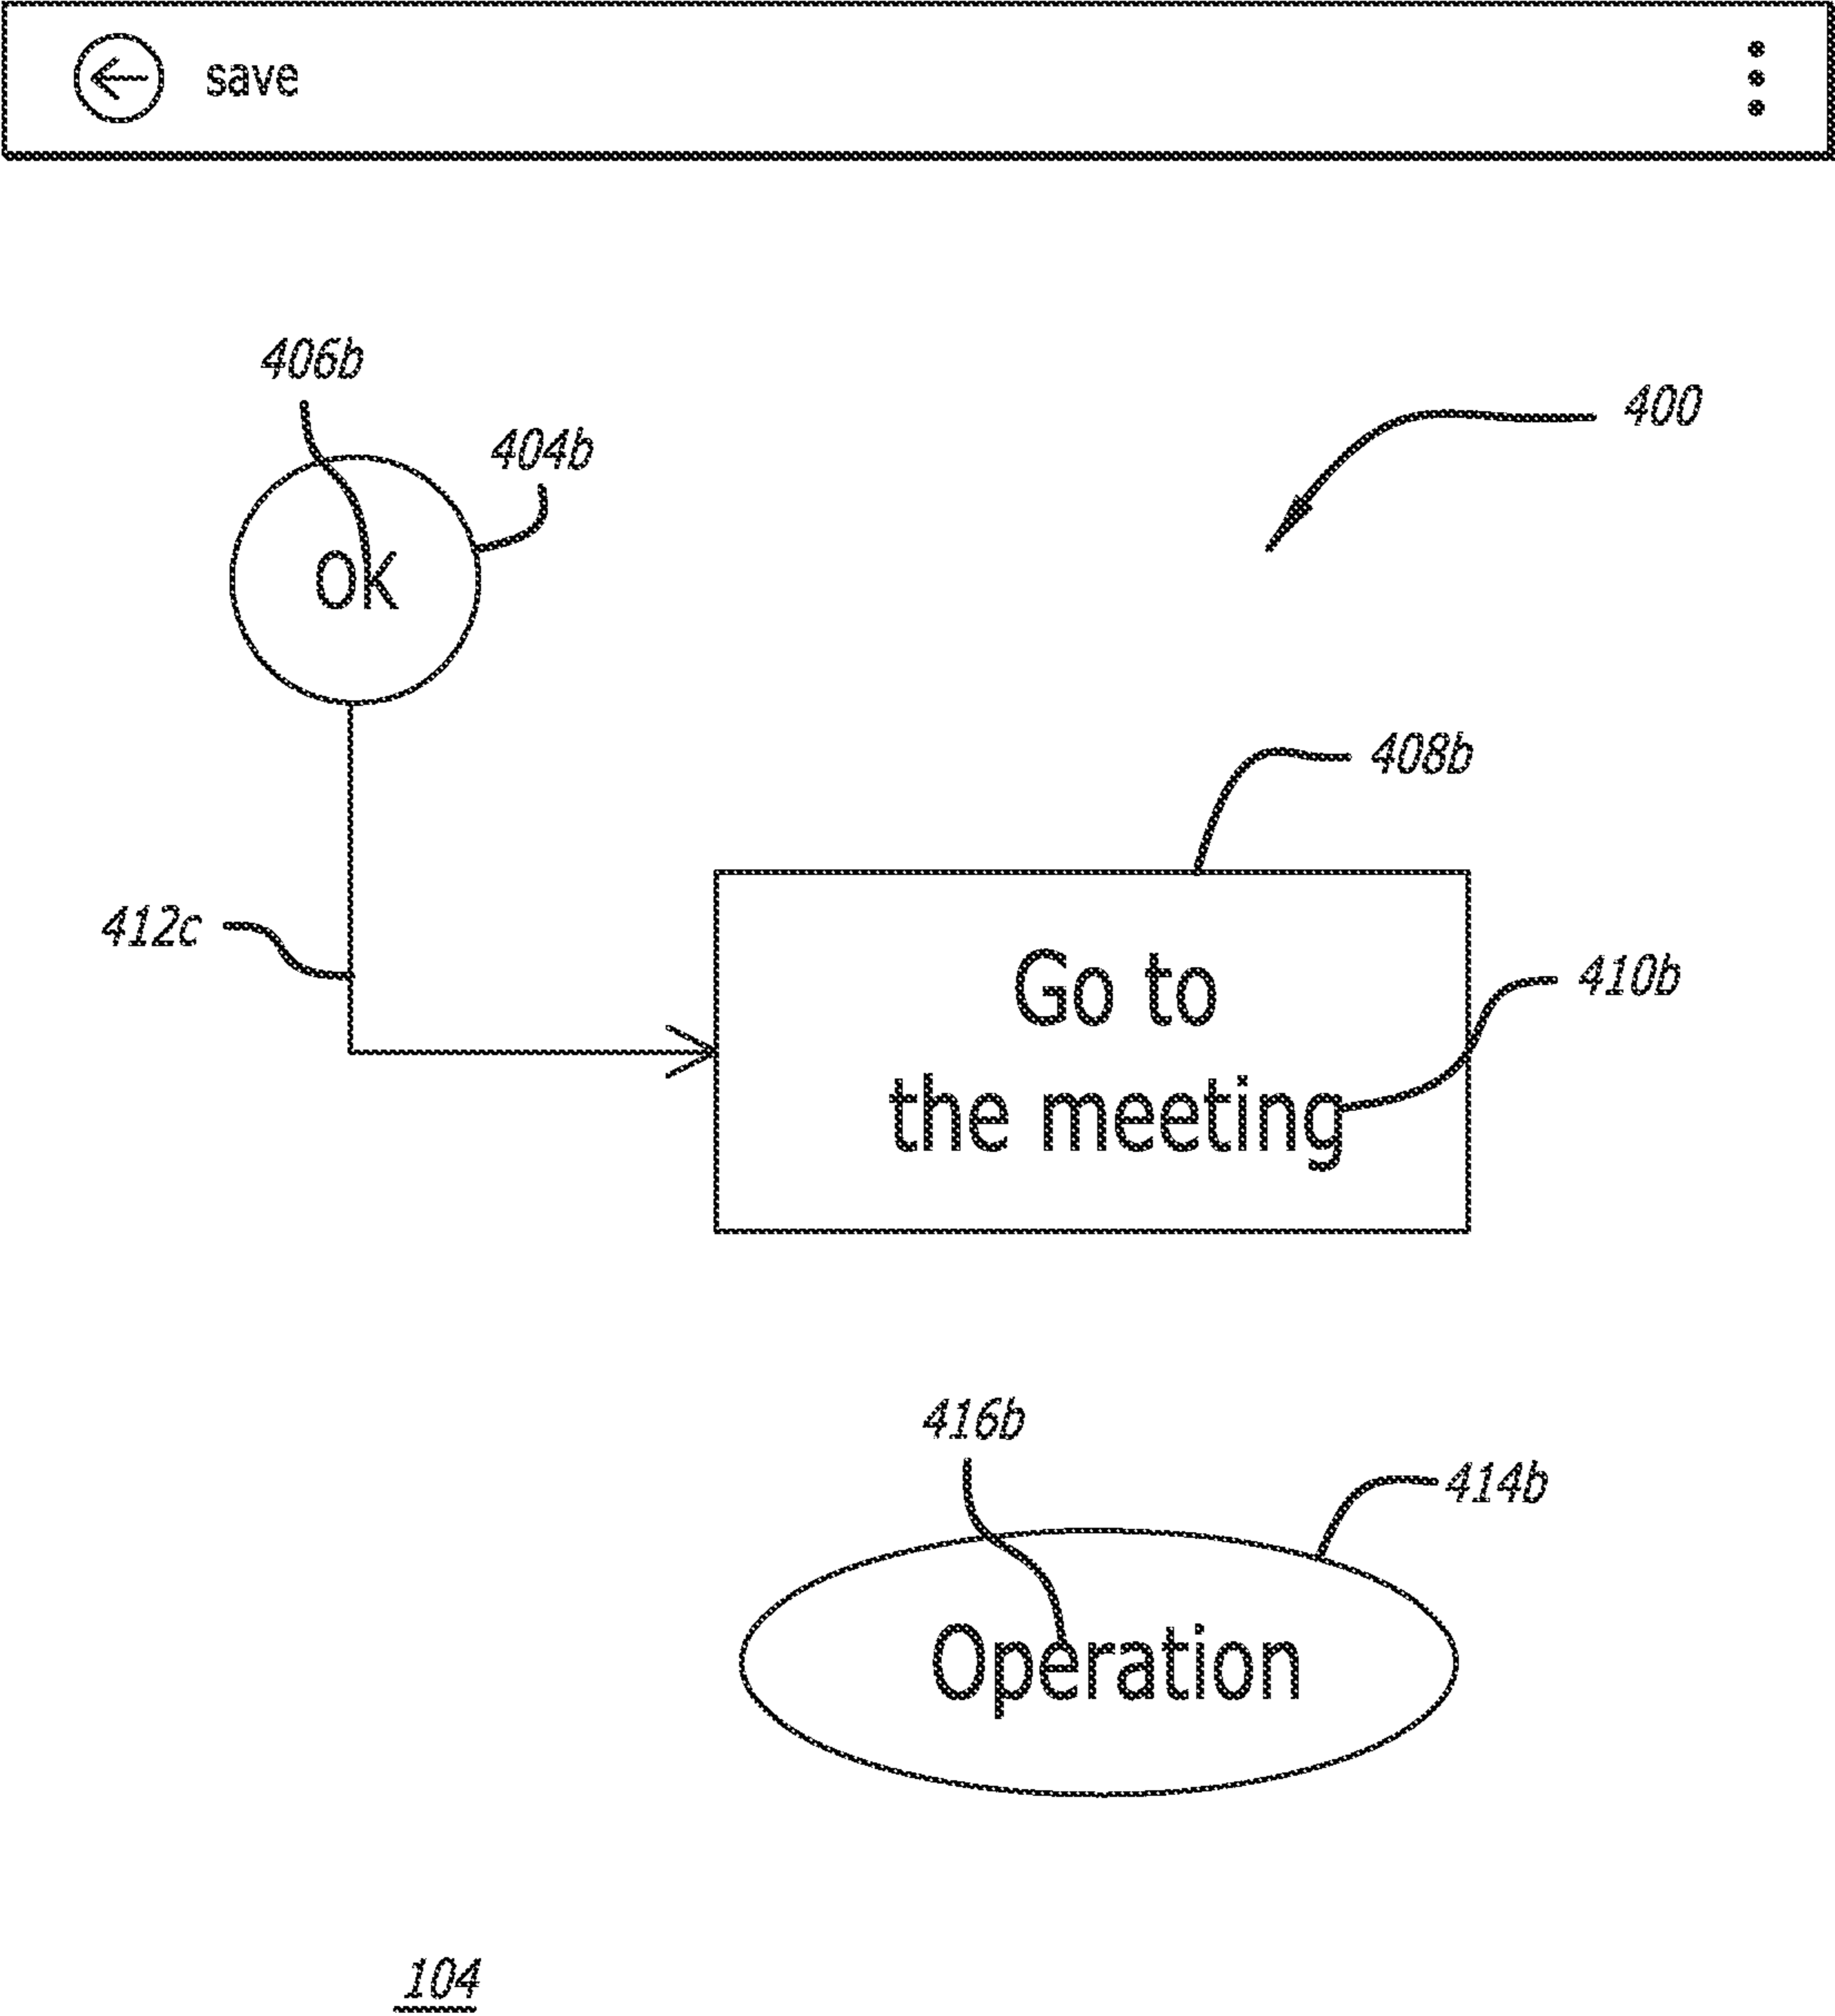 save
406b
400
404b
ok
408b
412c
Go to
410b
the meeting
416b
414b
Operation
104